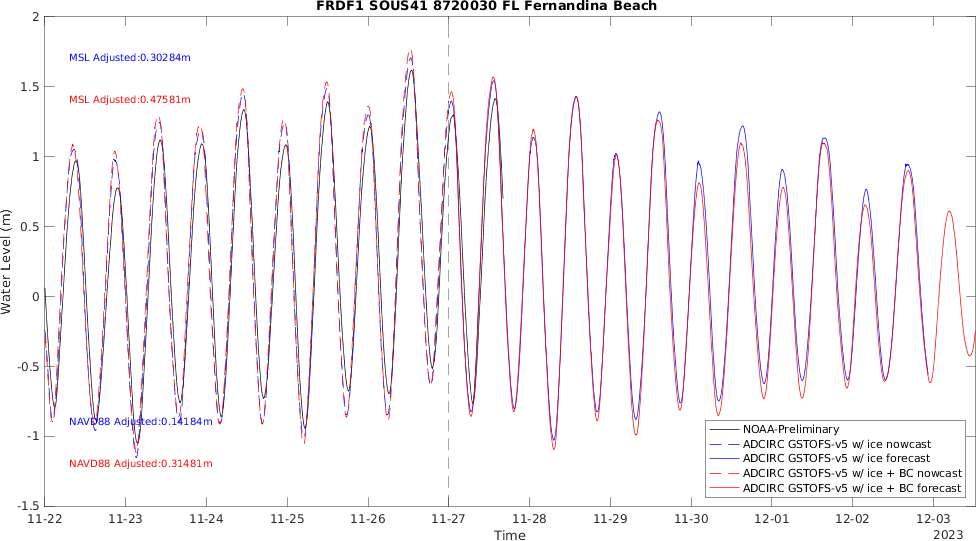 FRDF1 SOUS41 8720030 FL Fernandina Beach
2
1.5
1
0.5
0
-0.5
-1
-1.5
Water Level (m)
MSL Adjusted:0.30284m
MSL Adjusted:0.47581m
NAVD88 Adjusted:0.14184m
NAVD88 Adjusted:0.31481m
NOAA-Preliminary
ADCIRC GSTOFS-v5 w/ ice nowcast
ADCIRC GSTOFS-v5 w/ ice forecast
ADCIRC GSTOFS-v5 w/ ice + BC nowcast
ADCIRC GSTOFS-v5 w/ ice + BC forecast
11-22 11-23 11-24 11-25 11-26 11-27 11-28 11-29 11-30 12-01 12-02 12-03
Time
2023